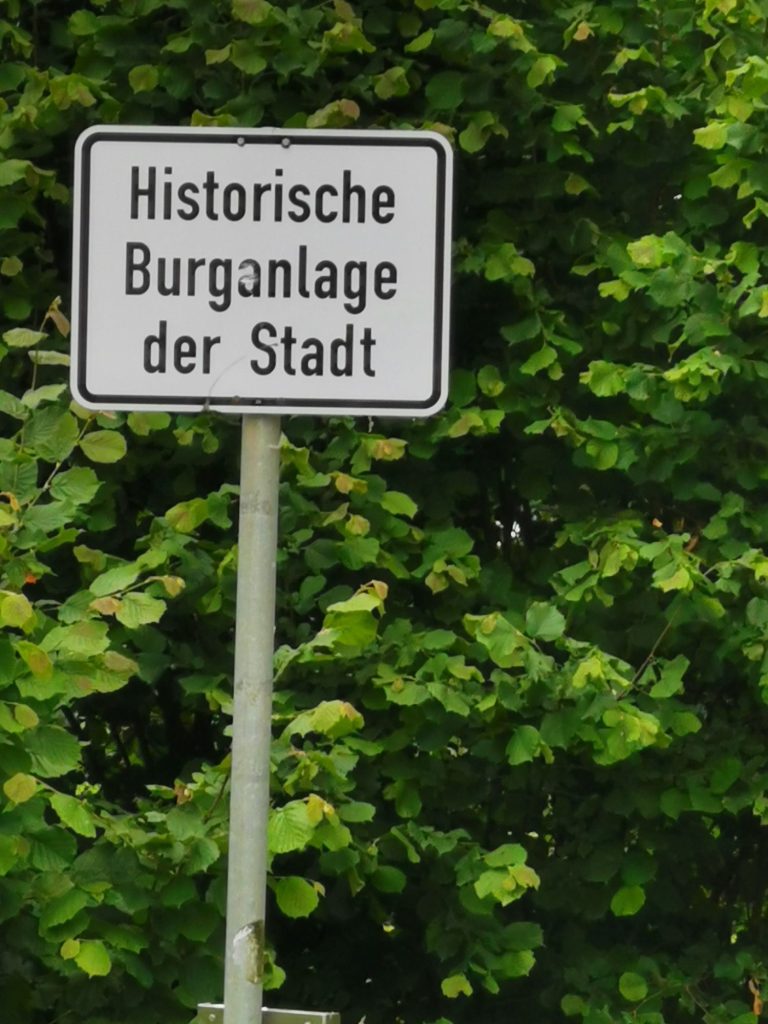 Historische
Burganlage
der Stadt